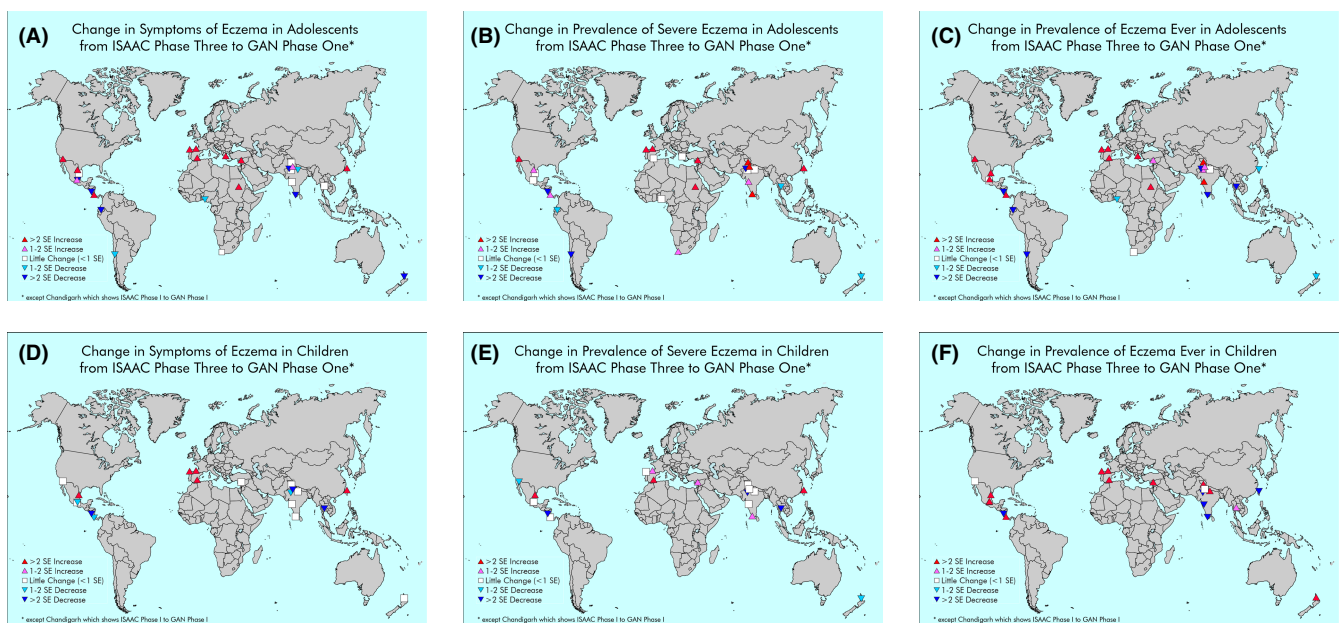 (A) Change in Symptoms of Eczema in Adolescents
from ISAAC Phase Three to GAN Phase One*
>2 SE Increase
1-2 SE Increase
Little Change (<1 SE)
1-2 SE Decrease
>2 SE Decrease
* except Chandigarh which shows ISAAC Phase I to GAN Phase I
(B) Change in Prevalence of Severe Eczema in Adolescents
from ISAAC Phase Three to GAN Phase One*
>2 SE Increase
1-2 SE Increase
Little Change (<1 SE)
1-2 SE Decrease
>2 SE Decrease
* except Chandigarh which shows ISAAC Phase I to GAN Phase I
(C) Change in Prevalence of Eczema Ever in Adolescents
from ISAAC Phase Three to GAN Phase One*
>2 SE Increase
1-2 SE Increase
Little Change (<1 SE)
1-2 SE Decrease
>2 SE Decrease
* except Chandigarh which shows ISAAC Phase I to GAN Phase I
(D) Change in Symptoms of Eczema in Children
from ISAAC Phase Three to GAN Phase One*
>2 SE Increase
1-2 SE Increase
Little Change (<1 SE)
1-2 SE Decrease
>2 SE Decrease
* except Chandigarh which shows ISAAC Phase I to GAN Phase I
(E) Change in Prevalence of Severe Eczema in Children
from ISAAC Phase Three to GAN Phase One*
>2 SE Increase
1-2 SE Increase
Little Change (<1 SE)
1-2 SE Decrease
>2 SE Decrease
* except Chandigarh which shows ISAAC Phase I to GAN Phase I
(F) Change in Prevalence of Eczema Ever in Children
from ISAAC Phase Three to GAN Phase One*
>2 SE Increase
1-2 SE Increase
Little Change (<1 SE)
1-2 SE Decrease
>2 SE Decrease
* except Chandigarh which shows ISAAC Phase I to GAN Phase I